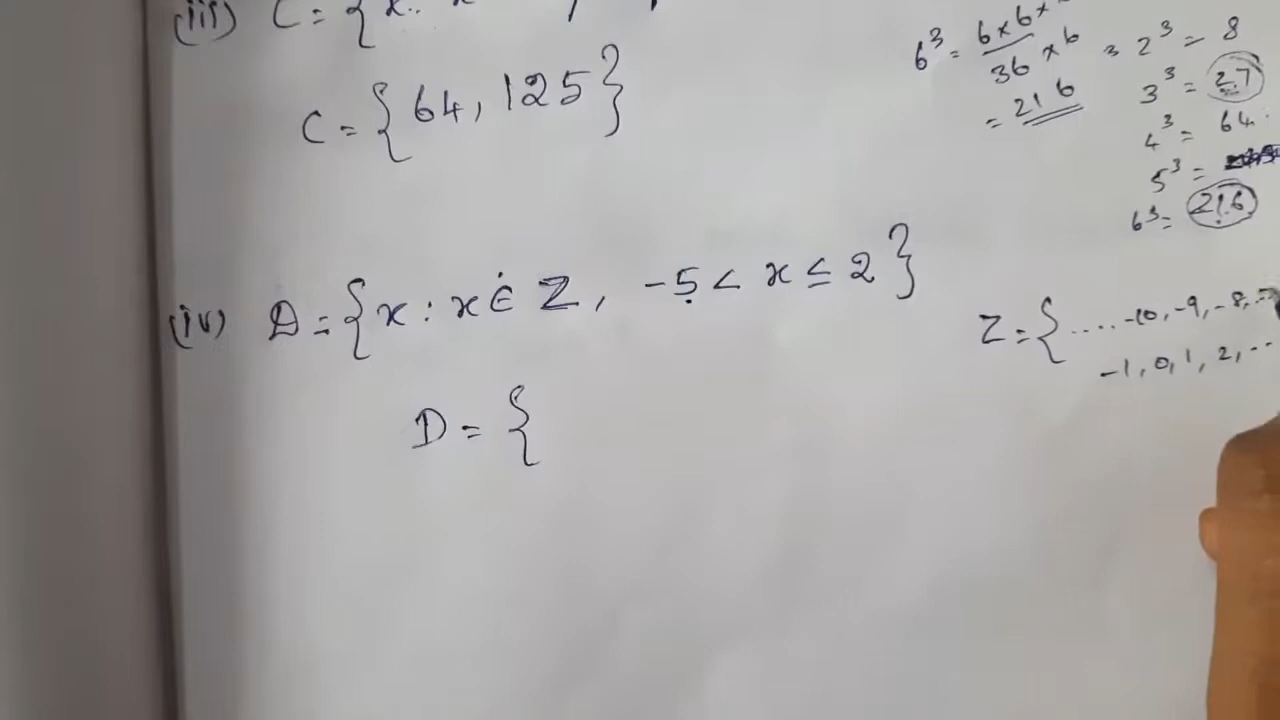 (iii) C = { x : x
C = {64, 125}
(iv) D = {x : x ∈ Z, -5 < x ≤ 2}
D = {
6³ = 6×6×
36 × 6
= 216
2³ = 8
3³ = 27
4³ = 64.
5³ =
6³ = 216
Z = {.....-10, -9, -8,
-1, 0, 1, 2, ...